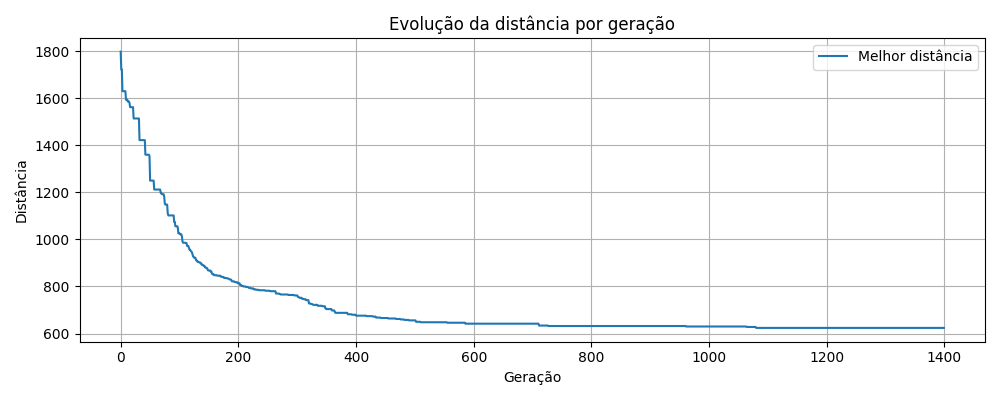 Evolução da distância por geração
Melhor distância
Distância
1800
1600
1400
1200
1000
800
600
0 200 400 600 800 1000 1200 1400
Geração